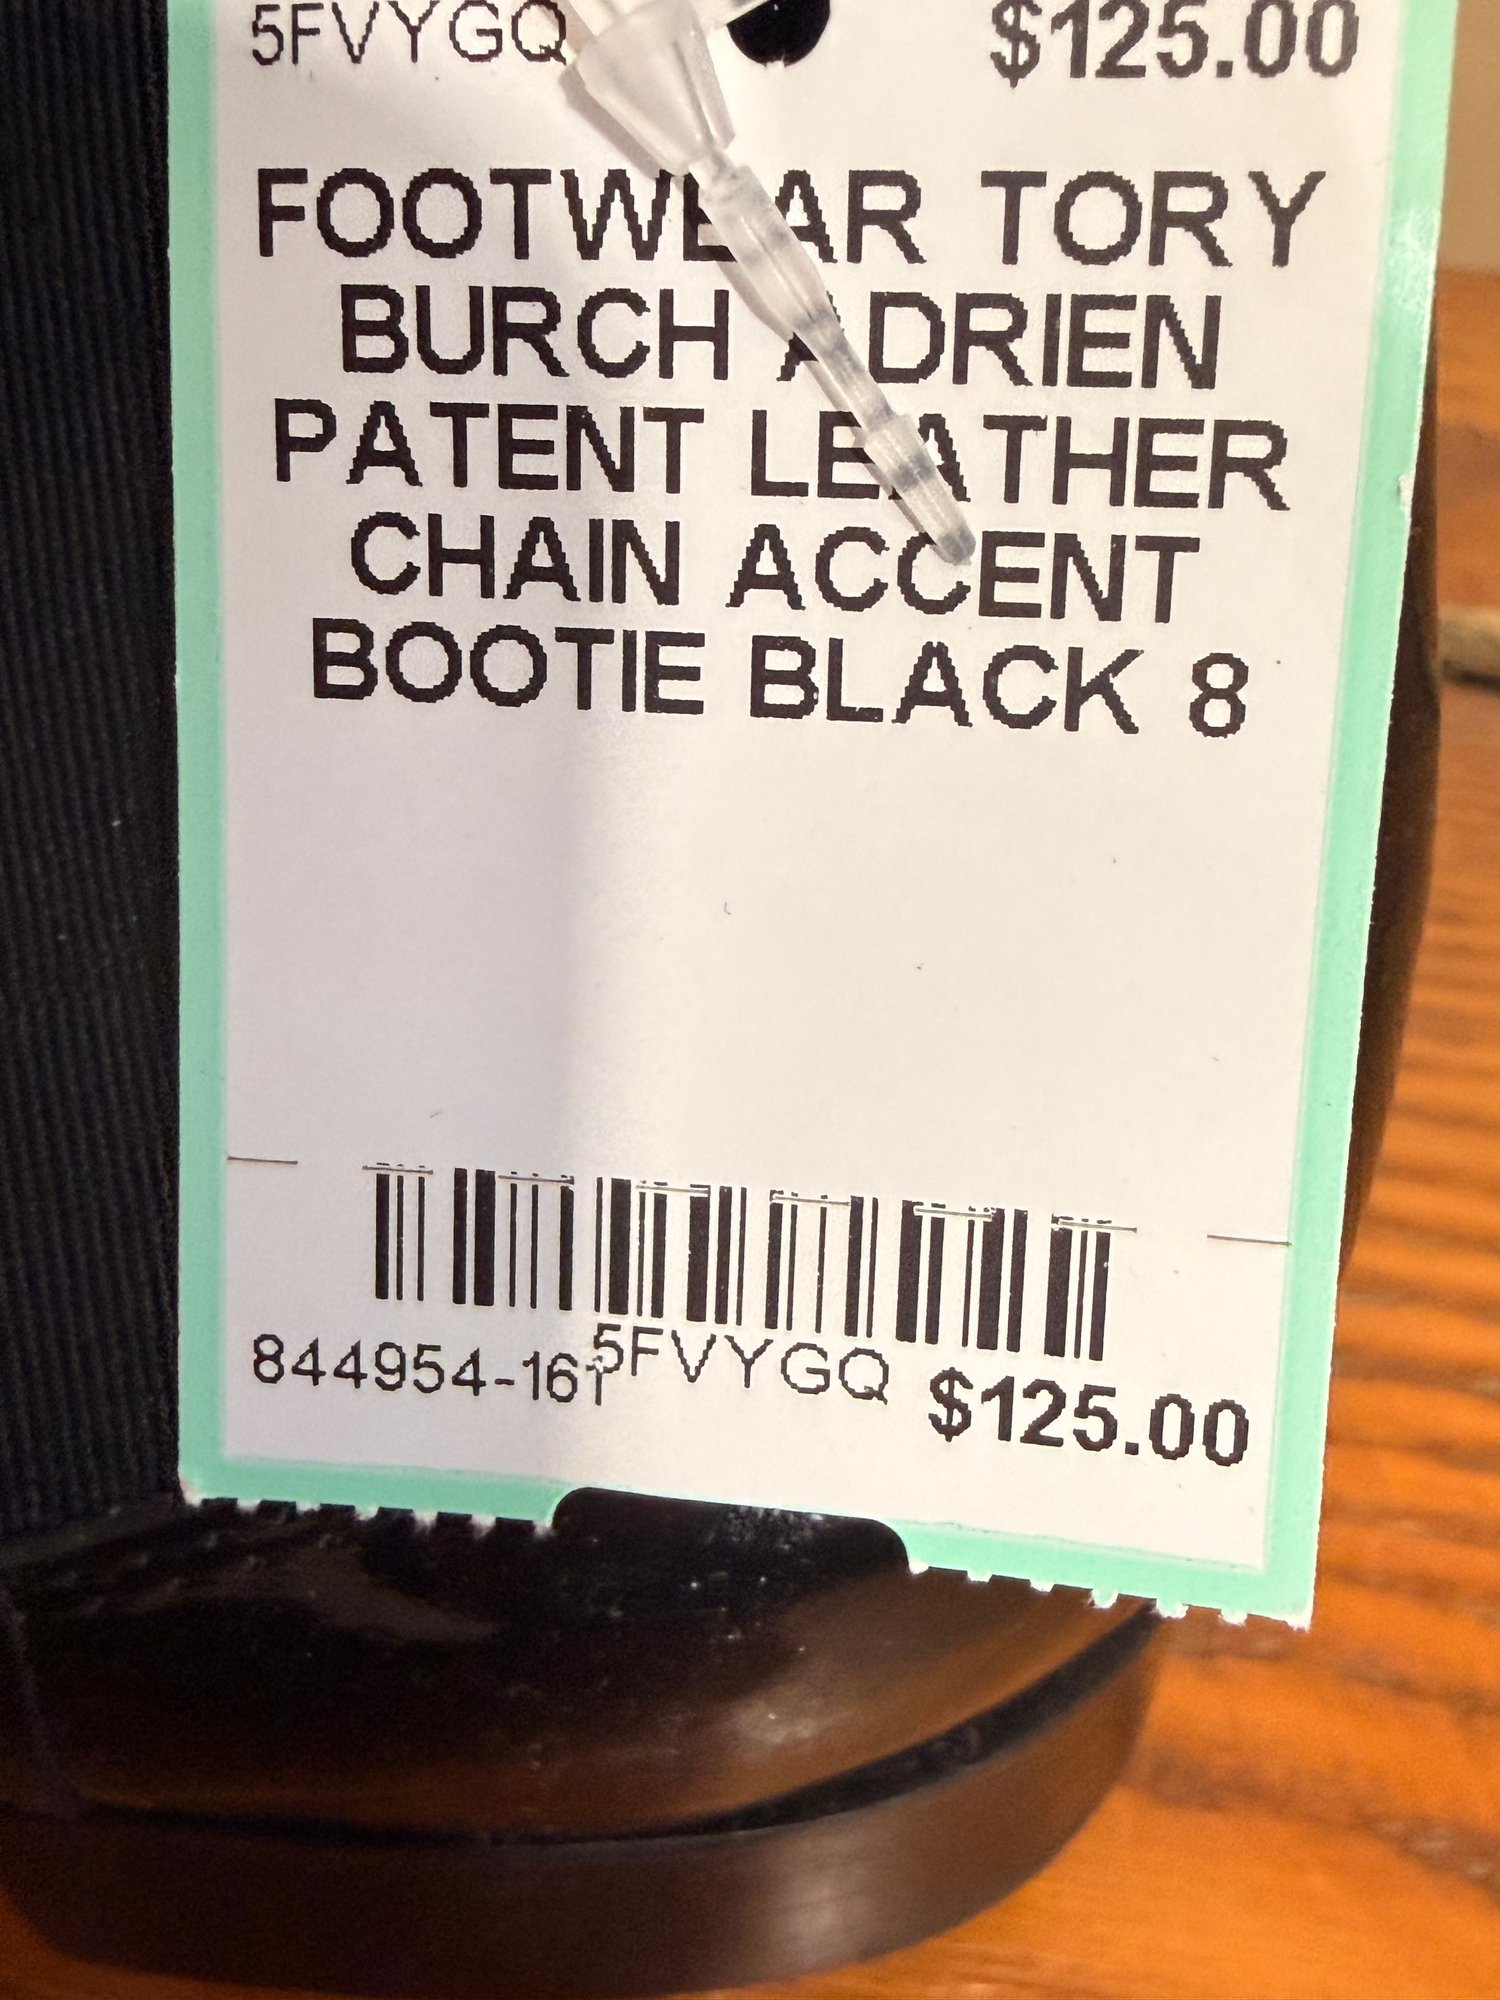 5FVYGQ $125.00
FOOTWEAR TORY
BURCH ADRIEN
PATENT LEATHER
CHAIN ACCENT
BOOTIE BLACK 8
844954-161 5FVYGQ $125.00